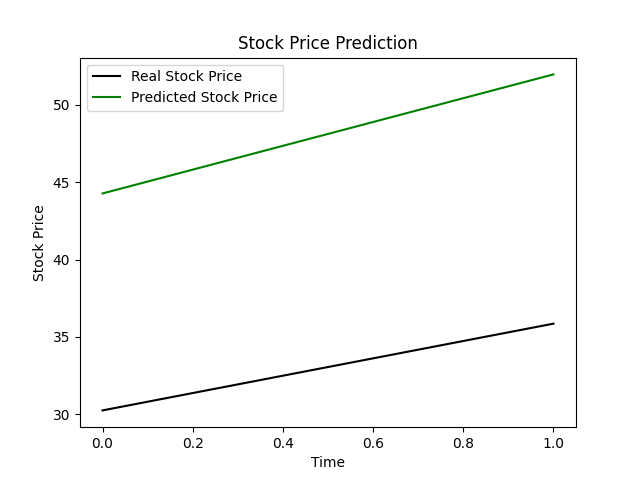 Stock Price Prediction
Real Stock Price
Predicted Stock Price
Stock Price
50
45
40
35
30
0.0 0.2 0.4 0.6 0.8 1.0
Time